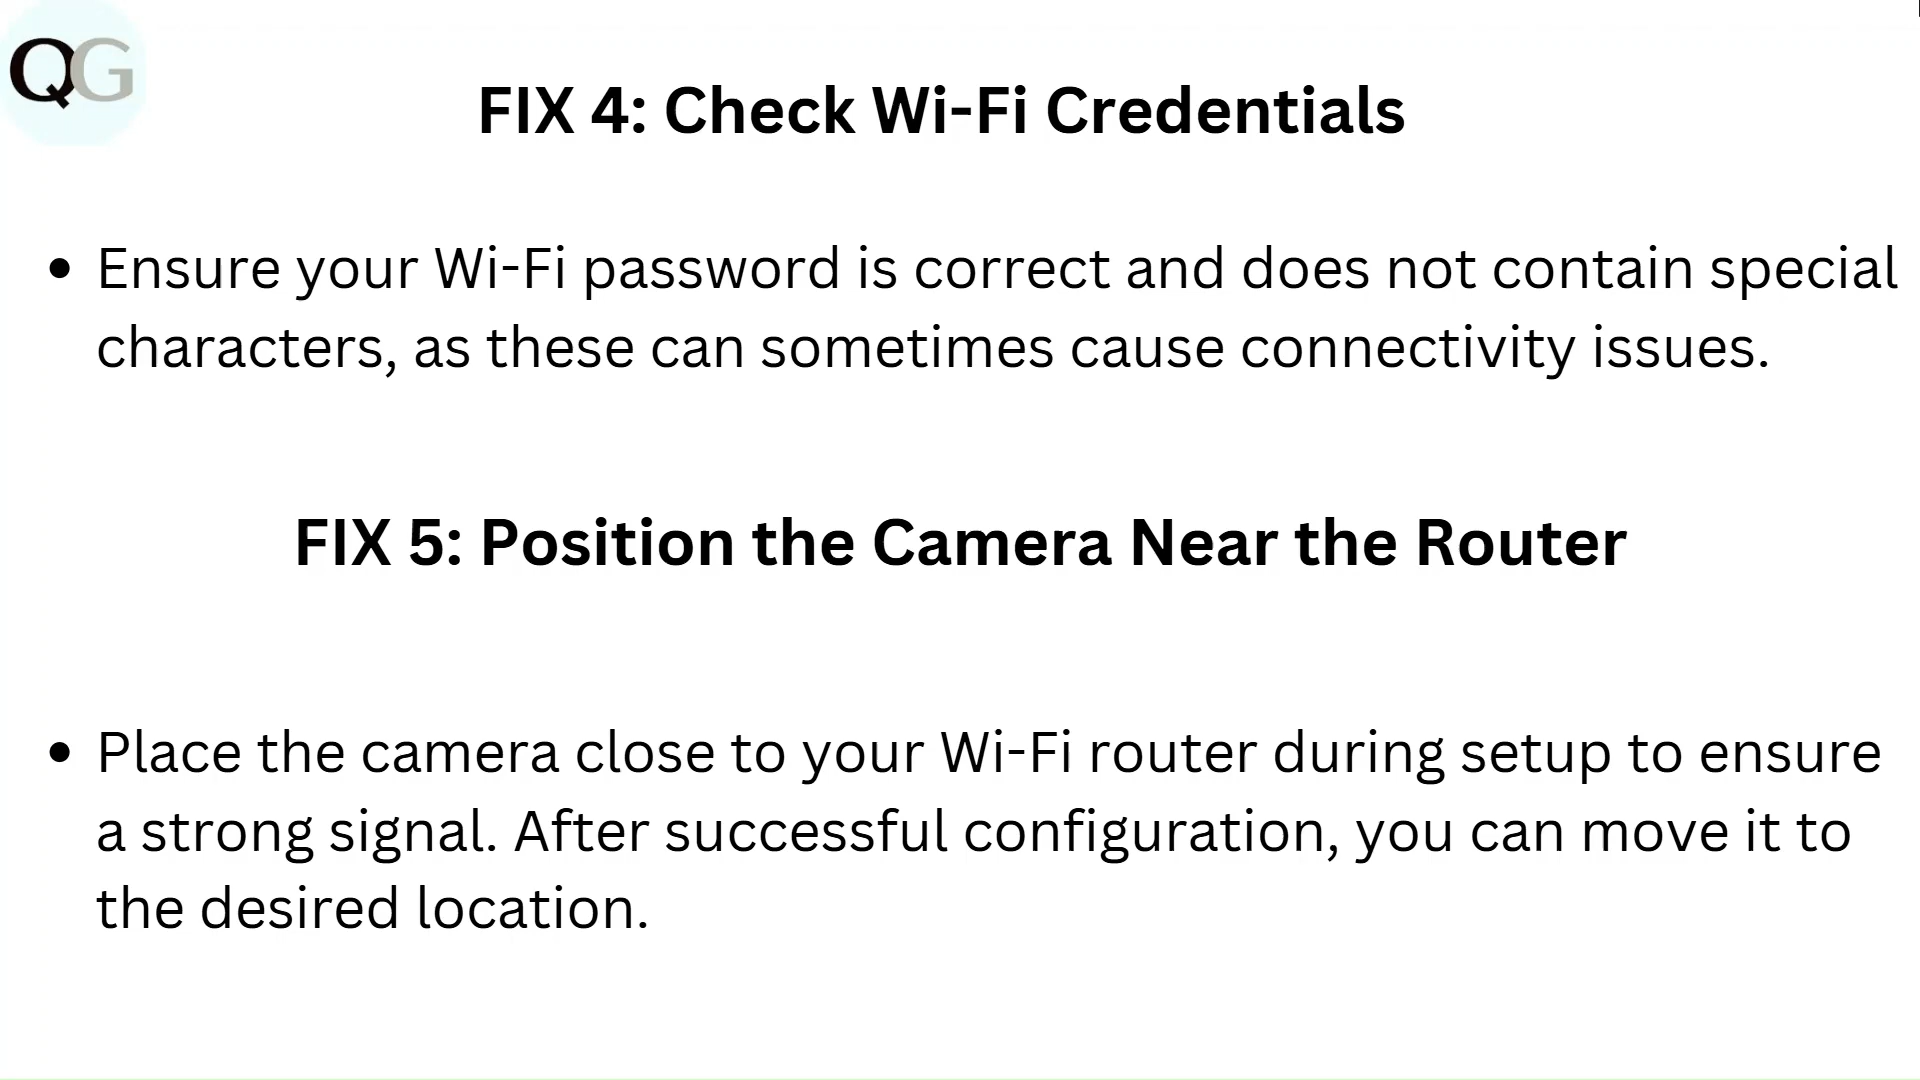 QG
FIX 4: Check Wi-Fi Credentials
• Ensure your Wi-Fi password is correct and does not contain special
characters, as these can sometimes cause connectivity issues.
FIX 5: Position the Camera Near the Router
• Place the camera close to your Wi-Fi router during setup to ensure
a strong signal. After successful configuration, you can move it to
the desired location.